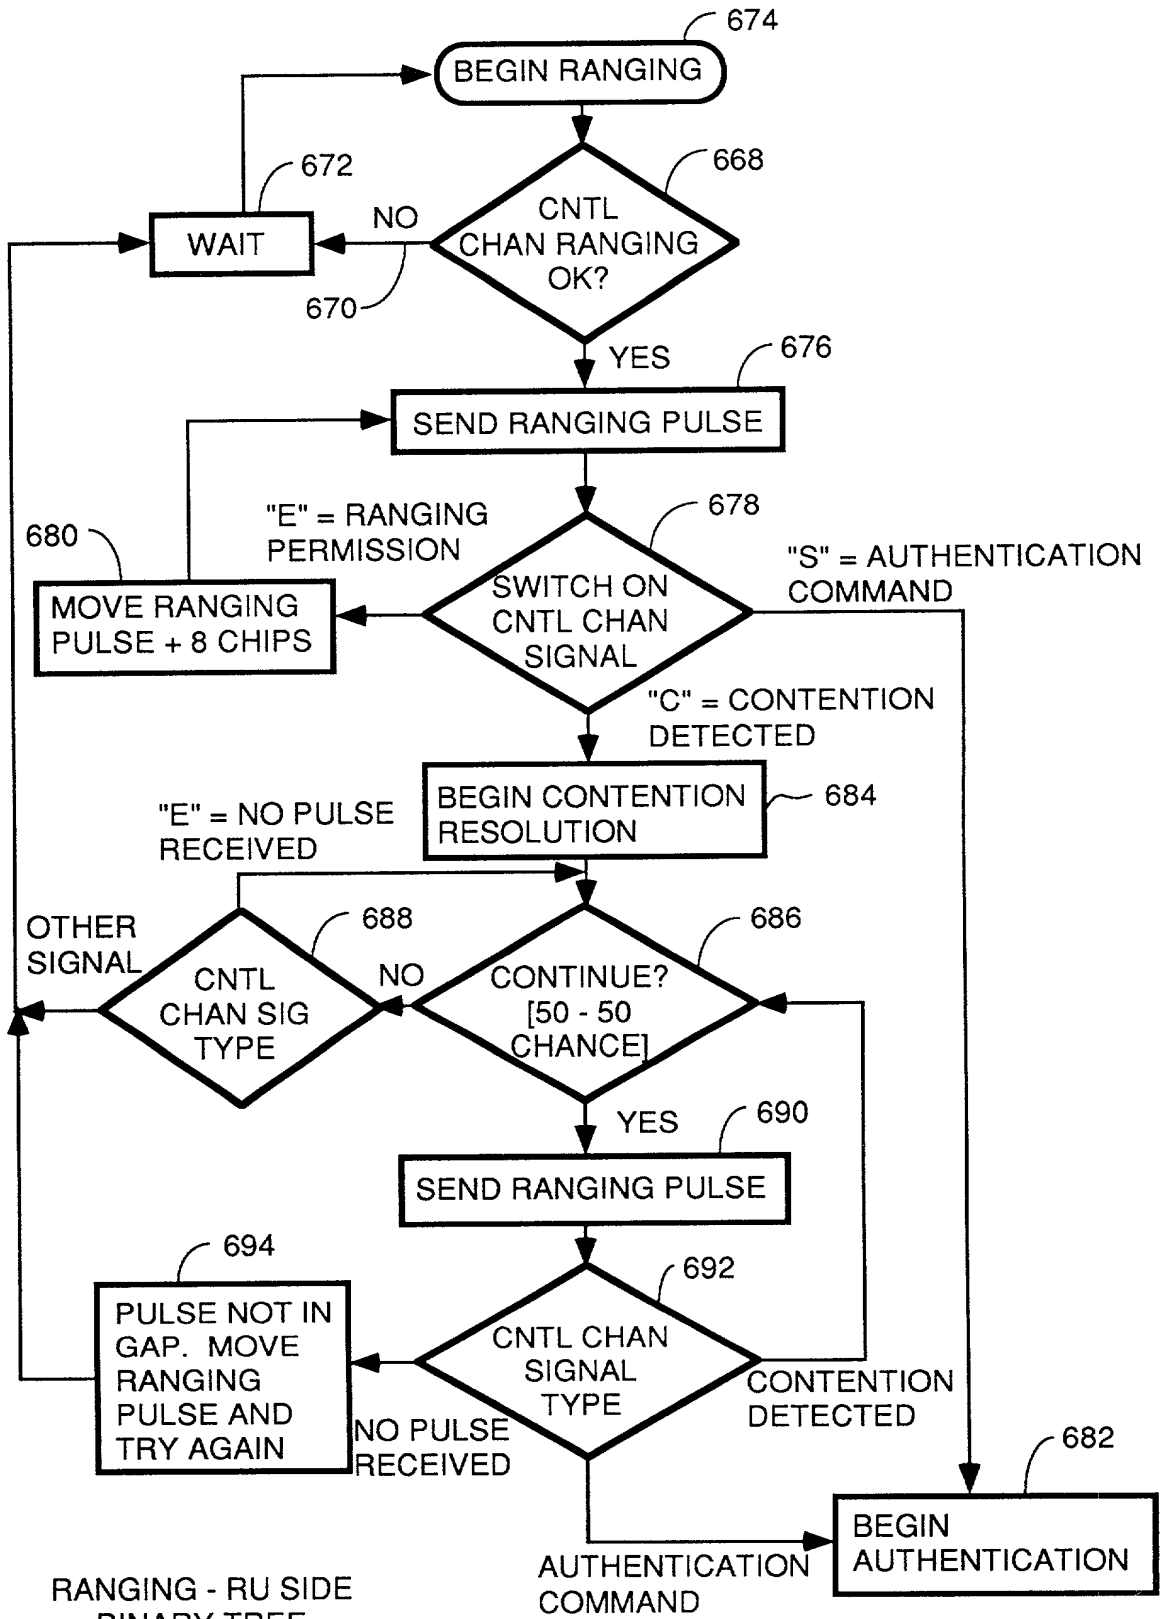 674
BEGIN RANGING
668
672
CNTL
CHAN RANGING
OK?
NO
WAIT
670
YES
676
SEND RANGING PULSE
678
"E" = RANGING
PERMISSION
680
"S" = AUTHENTICATION
COMMAND
SWITCH ON
CNTL CHAN
SIGNAL
MOVE RANGING
PULSE + 8 CHIPS
"C" = CONTENTION
DETECTED
BEGIN CONTENTION
RESOLUTION
684
"E" = NO PULSE
RECEIVED
688
686
OTHER
SIGNAL
CNTL
CHAN SIG
TYPE
NO
CONTINUE?
[50 - 50
CHANCE]
YES
690
SEND RANGING PULSE
694
692
PULSE NOT IN
GAP. MOVE
RANGING
PULSE AND
TRY AGAIN
CNTL CHAN
SIGNAL
TYPE
CONTENTION
DETECTED
NO PULSE
RECEIVED
682
BEGIN
AUTHENTICATION
AUTHENTICATION
COMMAND
RANGING - RU SIDE
BINARY TREE